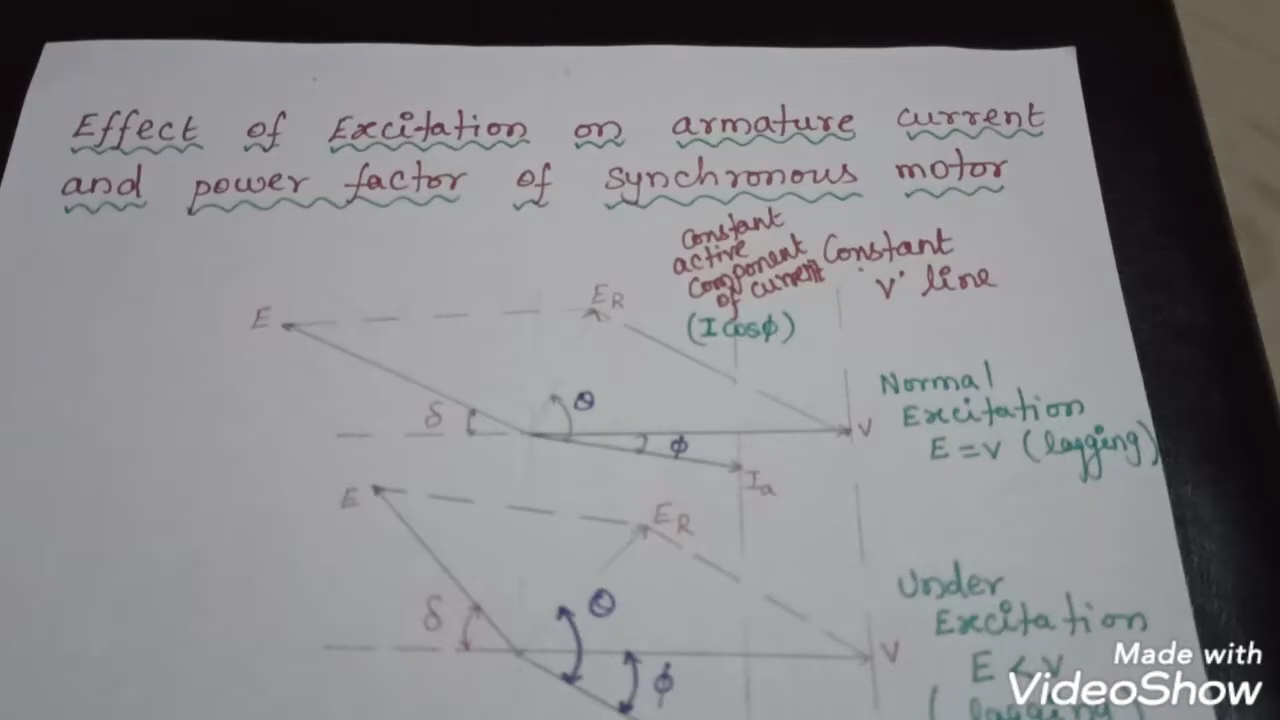 Effect of Excitation on armature current
and power factor of synchronous motor
constant
active
component
of current
(I cosφ)
Constant
'V' line
E
E_R
δ
θ
φ
V
I_a
Normal
Excitation
E = V (lagging)
E
E_R
δ
θ
φ
V
Under
Excitation
E < V
(lagging)
Made with
VideoShow